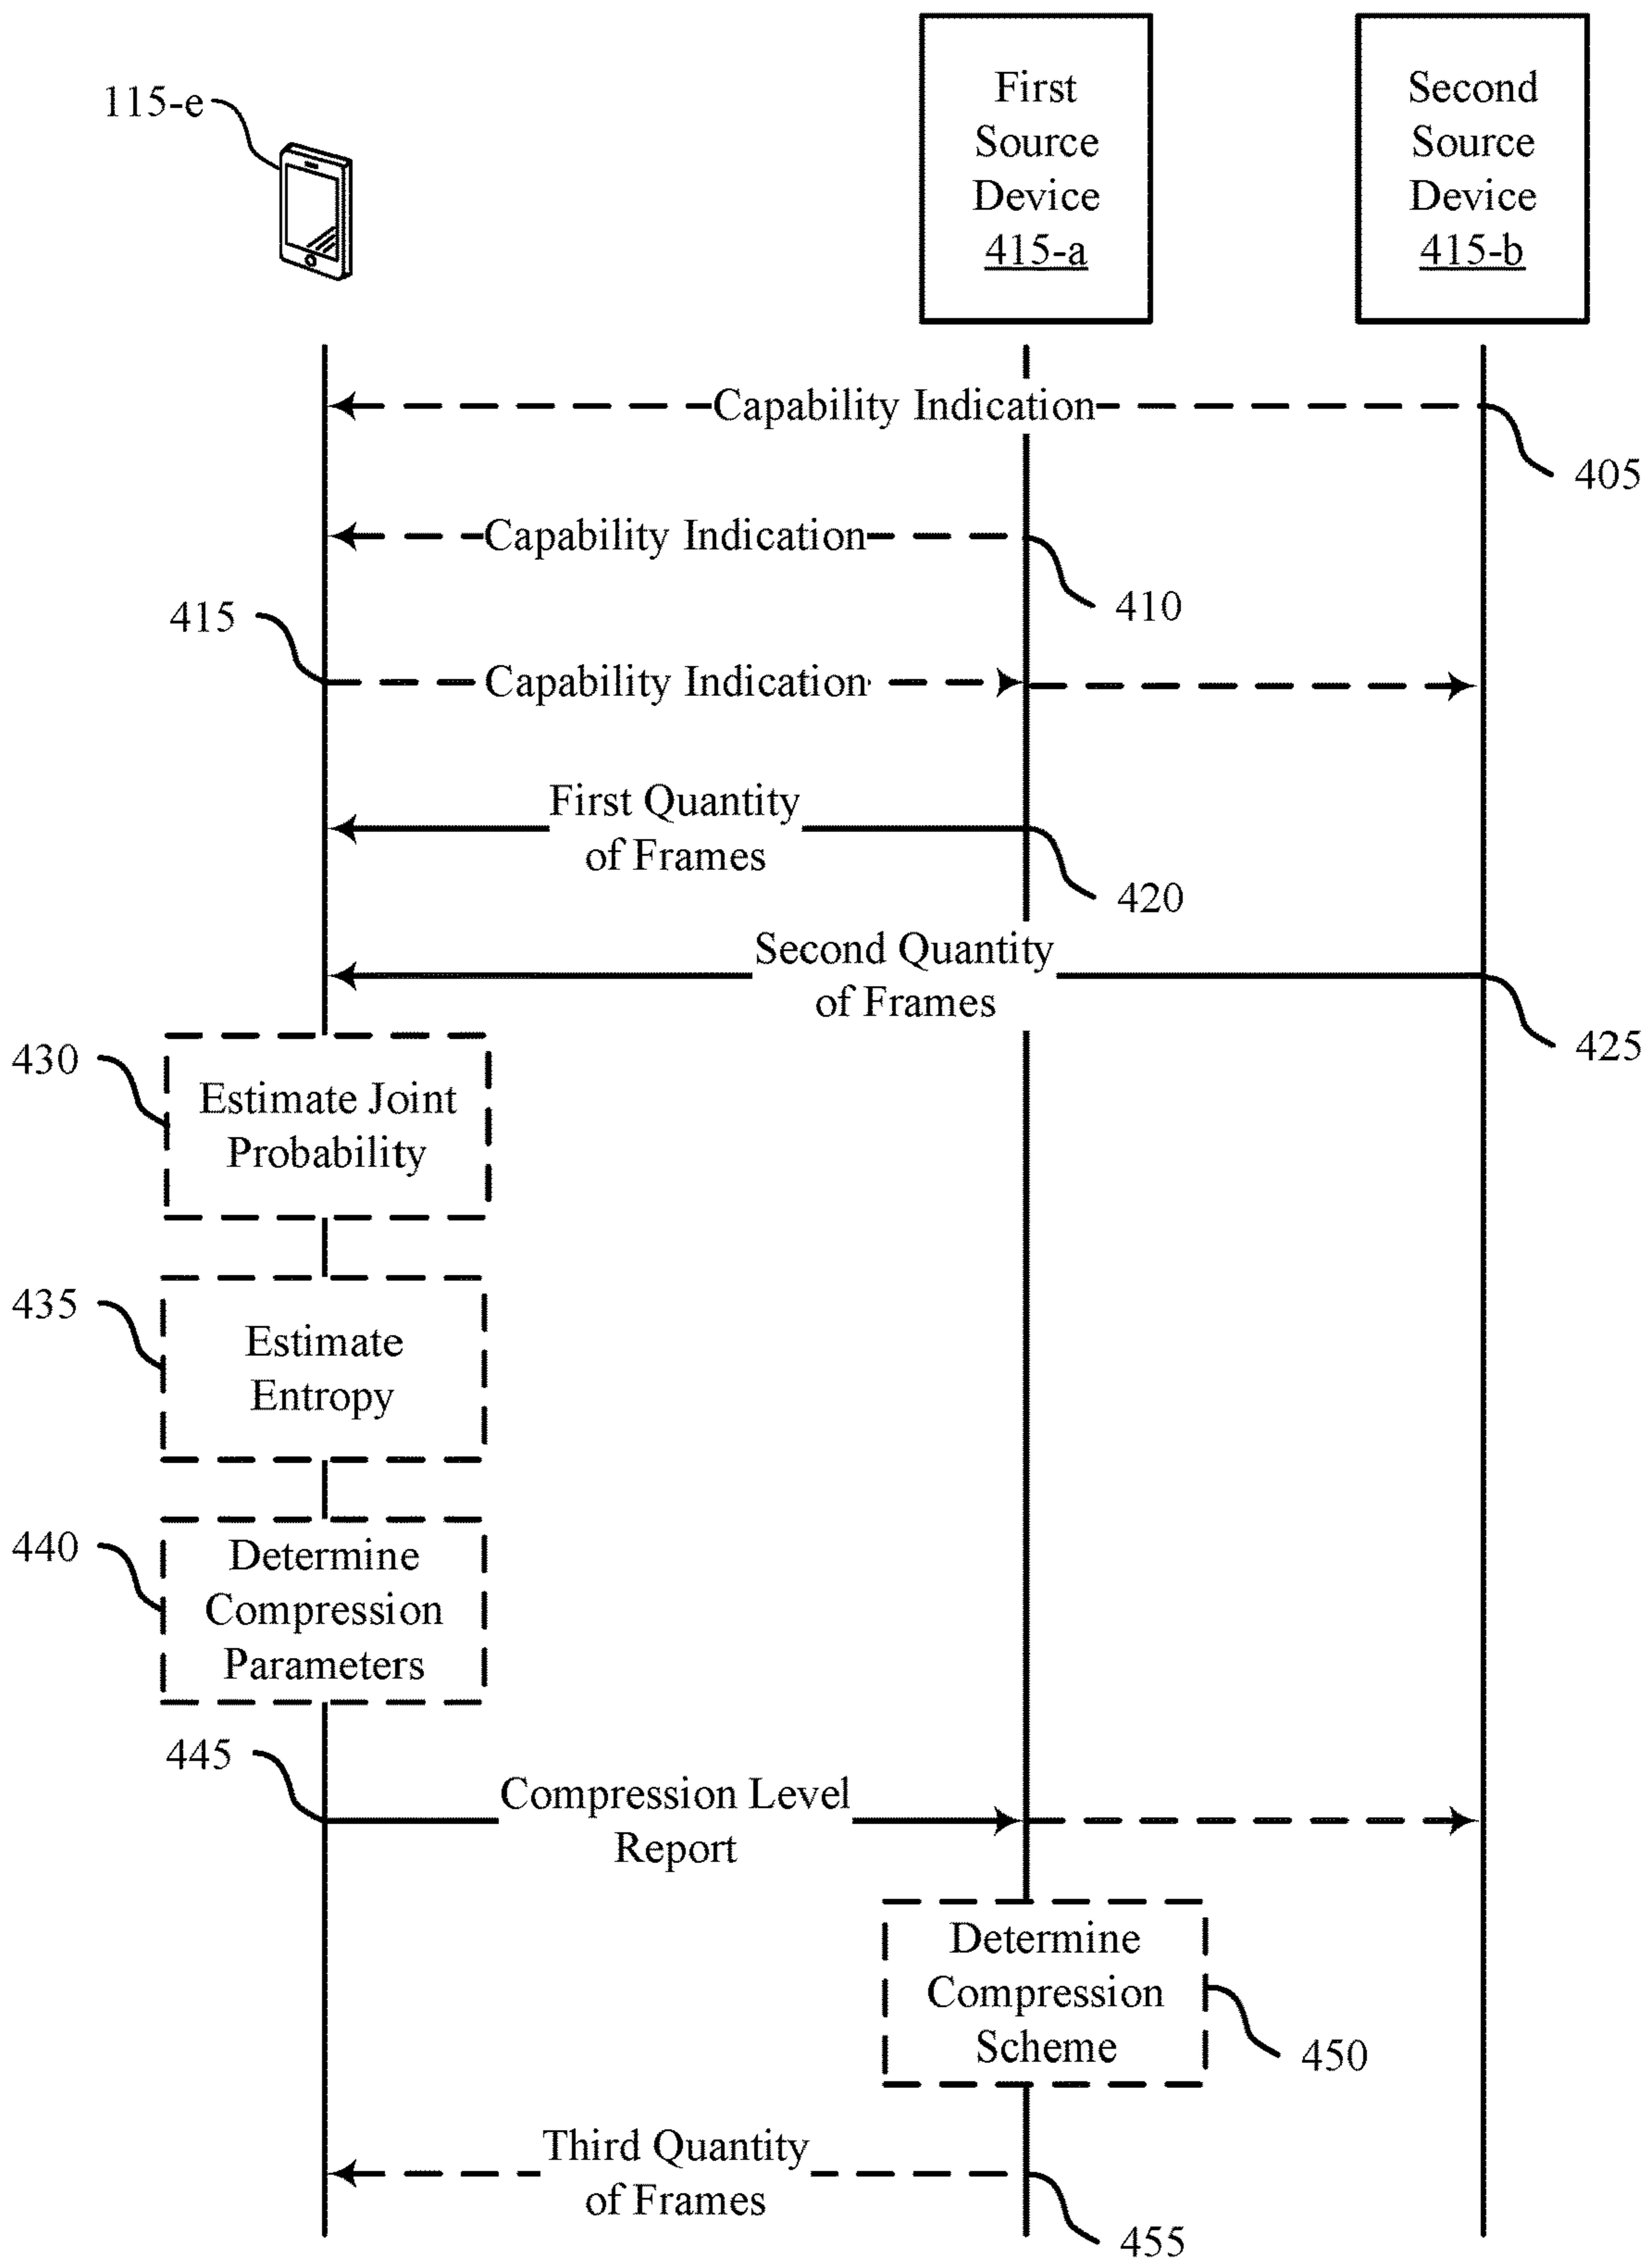 115-e
First
Source
Device
415-a
Second
Source
Device
415-b
Capability Indication
405
Capability Indication
410
415
Capability Indication
First Quantity
of Frames
420
Second Quantity
of Frames
425
430
Estimate Joint
Probability
435
Estimate
Entropy
440
Determine
Compression
Parameters
445
Compression Level
Report
Determine
Compression
Scheme
450
Third Quantity
of Frames
455